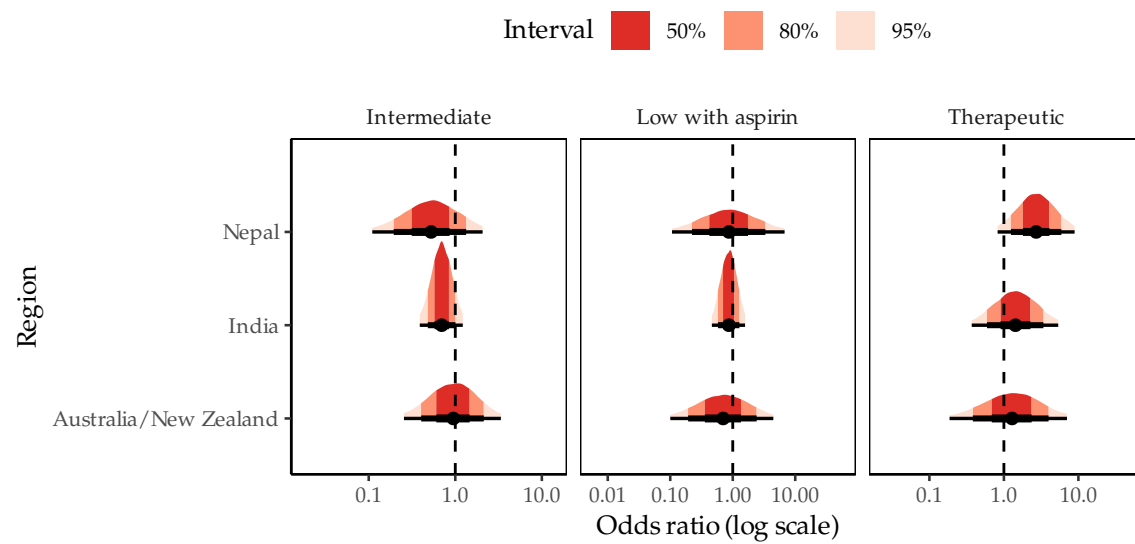 Interval 50% 80% 95%
Intermediate Low with aspirin Therapeutic
Region
Nepal
India
Australia/New Zealand
0.1 1.0 10.0 0.01 0.10 1.00 10.00 0.1 1.0 10.0
Odds ratio (log scale)